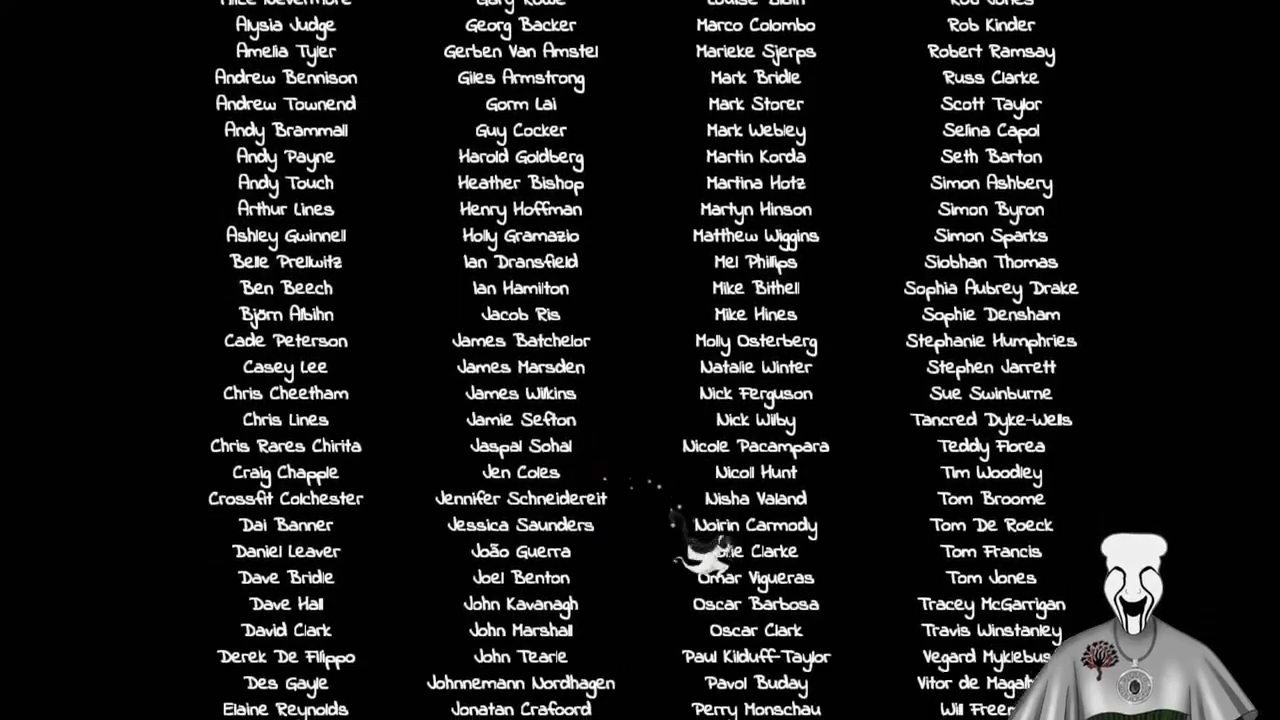 Alysia Judge
Amelia Tyler
Andrew Bennison
Andrew Townend
Andy Brammall
Andy Payne
Andy Touch
Arthur Lines
Ashley Gwinnell
Belle Prellwitz
Ben Beech
Björn Albihn
Cade Peterson
Casey Lee
Chris Cheetham
Chris Lines
Chris Rares Chirita
Craig Chapple
Crossfit Colchester
Dai Banner
Daniel Leaver
Dave Bridle
Dave Hall
David Clark
Derek De Filippo
Des Gayle
Elaine Reynolds
Gary Rowe
Georg Backer
Gerben Van Amstel
Giles Armstrong
Gorm Lai
Guy Cocker
Harold Goldberg
Heather Bishop
Henry Hoffman
Holly Gramazio
Ian Dransfield
Ian Hamilton
Jacob Ris
James Batchelor
James Marsden
James Wilkins
Jamie Sefton
Jaspal Sohal
Jen Coles
Jennifer Schneidereit
Jessica Saunders
João Guerra
Joel Benton
John Kavanagh
John Marshall
John Tearle
Johnnemann Nordhagen
Jonatan Crafoord
Louise Blain
Marco Colombo
Marieke Sjerps
Mark Bridle
Mark Storer
Mark Webley
Martin Korda
Martina Hotz
Martyn Hinson
Matthew Wiggins
Mel Phillips
Mike Bithell
Mike Hines
Molly Osterberg
Natalie Winter
Nick Ferguson
Nick Wilby
Nicole Pacampara
Nicoll Hunt
Nisha Valand
Noirin Carmody
Clarke
Omar Vigueras
Oscar Barbosa
Oscar Clark
Paul Kilduff-Taylor
Pavol Buday
Perry Monschau
Rob Jones
Rob Kinder
Robert Ramsay
Russ Clarke
Scott Taylor
Selina Capol
Seth Barton
Simon Ashbery
Simon Byron
Simon Sparks
Siobhan Thomas
Sophia Aubrey Drake
Sophie Densham
Stephanie Humphries
Stephen Jarrett
Sue Swinburne
Tancred Dyke-Wells
Teddy Florea
Tim Woodley
Tom Broome
Tom De Roeck
Tom Francis
Tom Jones
Tracey McGarrigan
Travis Winstanley
Vegard
Vitor de
Will